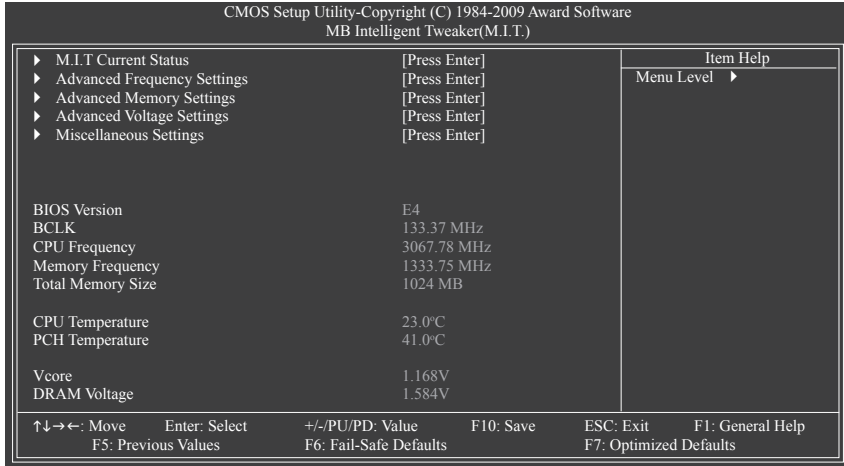 CMOS Setup Utility-Copyright (C) 1984-2009 Award Software
MB Intelligent Tweaker(M.I.T.)
▶ M.I.T Current Status [Press Enter]
▶ Advanced Frequency Settings [Press Enter]
▶ Advanced Memory Settings [Press Enter]
▶ Advanced Voltage Settings [Press Enter]
▶ Miscellaneous Settings [Press Enter]
Item Help
Menu Level ▶
BIOS Version E4
BCLK 133.37 MHz
CPU Frequency 3067.78 MHz
Memory Frequency 1333.75 MHz
Total Memory Size 1024 MB
CPU Temperature 23.0°C
PCH Temperature 41.0°C
Vcore 1.168V
DRAM Voltage 1.584V
↑↓→←: Move Enter: Select +/-/PU/PD: Value F10: Save ESC: Exit F1: General Help
F5: Previous Values F6: Fail-Safe Defaults F7: Optimized Defaults